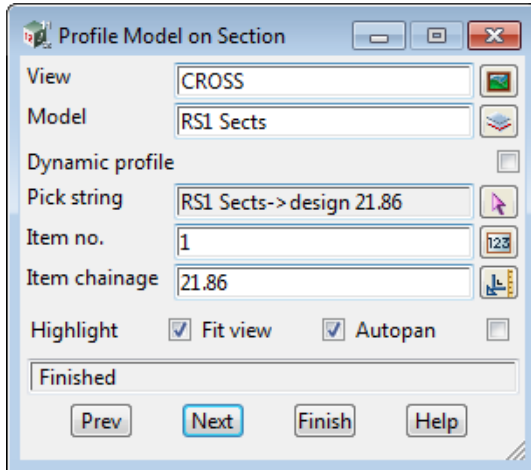 Profile Model on Section
View CROSS
Model RS1 Sects
Dynamic profile
Pick string RS1 Sects->design 21.86
Item no. 1 123
Item chainage 21.86
Highlight Fit view Autopan
Finished
Prev Next Finish Help